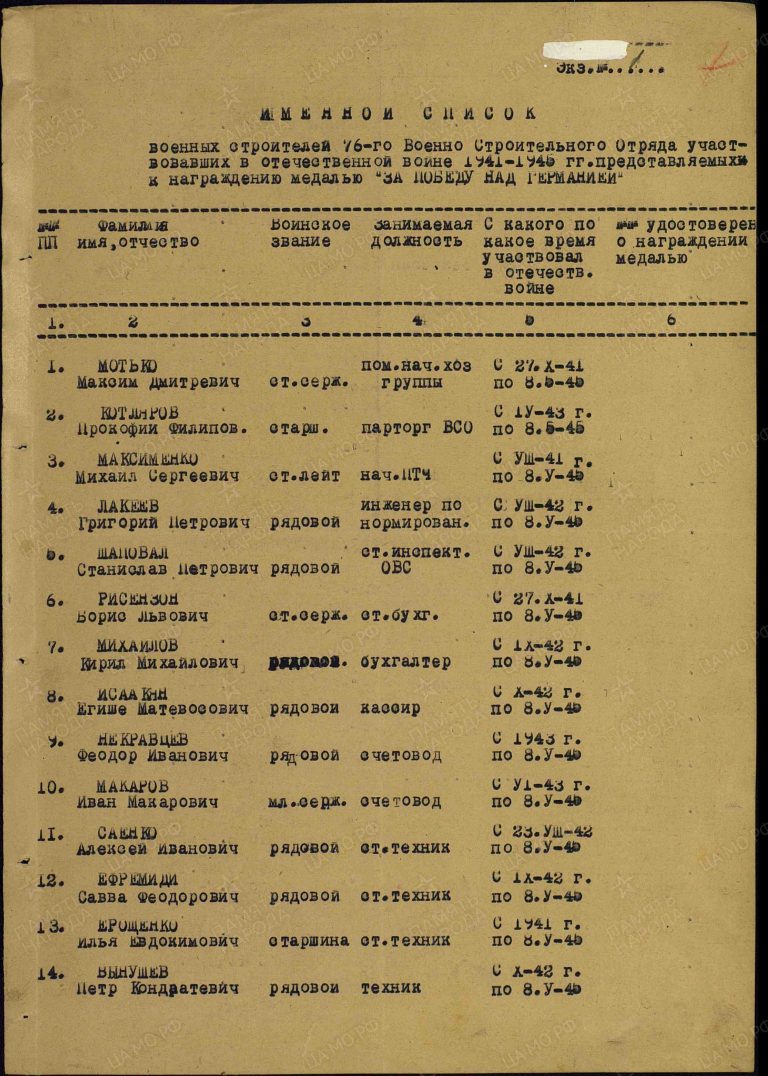 Экз.№..1...
ИМЕННОЙ СПИСОК
военных строителей 76-го Военно Строительного Отряда участ-
вовавших в отечественной войне 1941-1945 гг.представляемых
к награждению медалью "ЗА ПОБЕДУ НАД ГЕРМАНИЕЙ"
№№ Фамилия Воинское Занимаемая С какого по №№ удостоверен
ПП имя,отчество звание должность какое время о награждении
участвовал медалью
в отечеств.
войне
1. 2 3 4 5 6
1. МОТЬКО пом.нач.хоз С 27.Х-41
Максим Дмитревич ст.серж. группы по 8.5-45
2. КОТЛЯРОВ С 1У-43 г.
Прокофии Филипов. старш. парторг ВСО по 8.5-45
3. МАКСИМЕНКО С УШ-41 г.
Михаил Сергеевич ст.лейт нач.ПТЧ по 8.У-45
4. ЛАКЕЕВ инженер по С УШ-42 г.
Григорий Петрович рядовой нормирован. по 8.У-45
5. ШАПОВАЛ ст.инспект. С УШ-42 г.
Станислав Петрович рядовой ОВС по 8.У-45
6. РИСЕНЗОН С 27.Х-41
Борис Львович ст.серж. ст.бухг. по 8.У-45
7. МИХАЙЛОВ С 1Х-42 г.
Кирил Михайлович рядовой. бухгалтер по 8.У-45
8. ИСААКЯН С Х-42 г.
Егише Матевосович рядовои кассир по 8.У-45
9. НЕКРАВЦЕВ С 1943 г.
Феодор Иванович рядовой счетовод по 8.У-45
10. МАКАРОВ С У1-43 г.
Иван Макарович мл.серж. счетовод по 8.У-45
11. САЕНКО С 23.УШ-42
Алексей Иванович рядовой ст.техник по 8.У-45
12. ЕФРЕМИДИ С 1Х-42 г.
Савва Феодорович рядовой ст.техник по 8.У-45
13. ЕРОЩЕНКО С 1941 г.
Илья Евдокимович старшина ст.техник по 8.У-45
14. ВЫНУШЕВ С Х-42 г.
Петр Кондратевич рядовои техник по 8.У-45